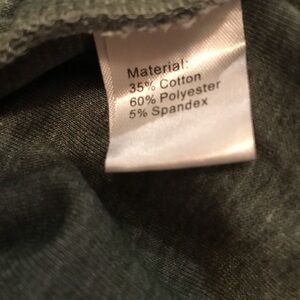 Material:
35% Cotton
60% Polyester
5% Spandex